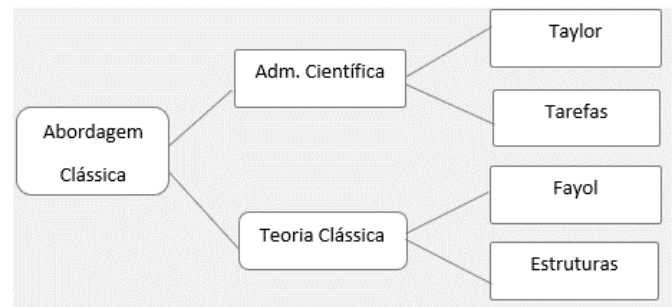 Abordagem
Clássica
Adm. Científica
Teoria Clássica
Taylor
Tarefas
Fayol
Estruturas